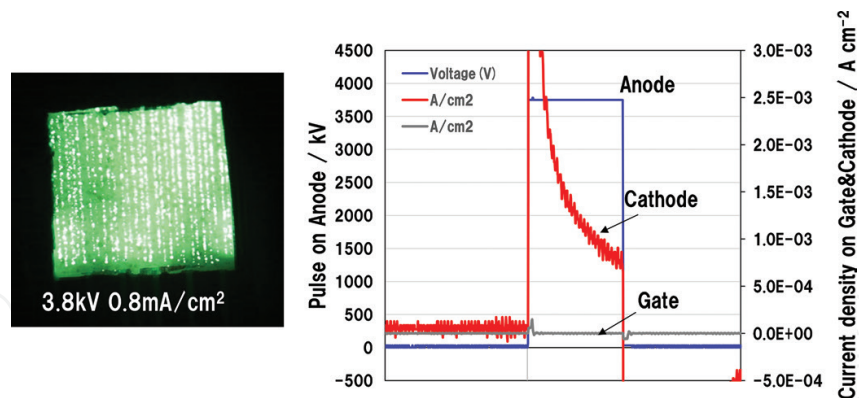 3.8kV 0.8mA/cm²
Pulse on Anode / kV
4500
4000
3500
3000
2500
2000
1500
1000
500
0
-500
Voltage (V)
A/cm2
A/cm2
Anode
Cathode
Gate
3.0E-03
2.5E-03
2.0E-03
1.5E-03
1.0E-03
5.0E-04
0.0E+00
-5.0E-04
Current density on Gate&Cathode / A cm⁻²